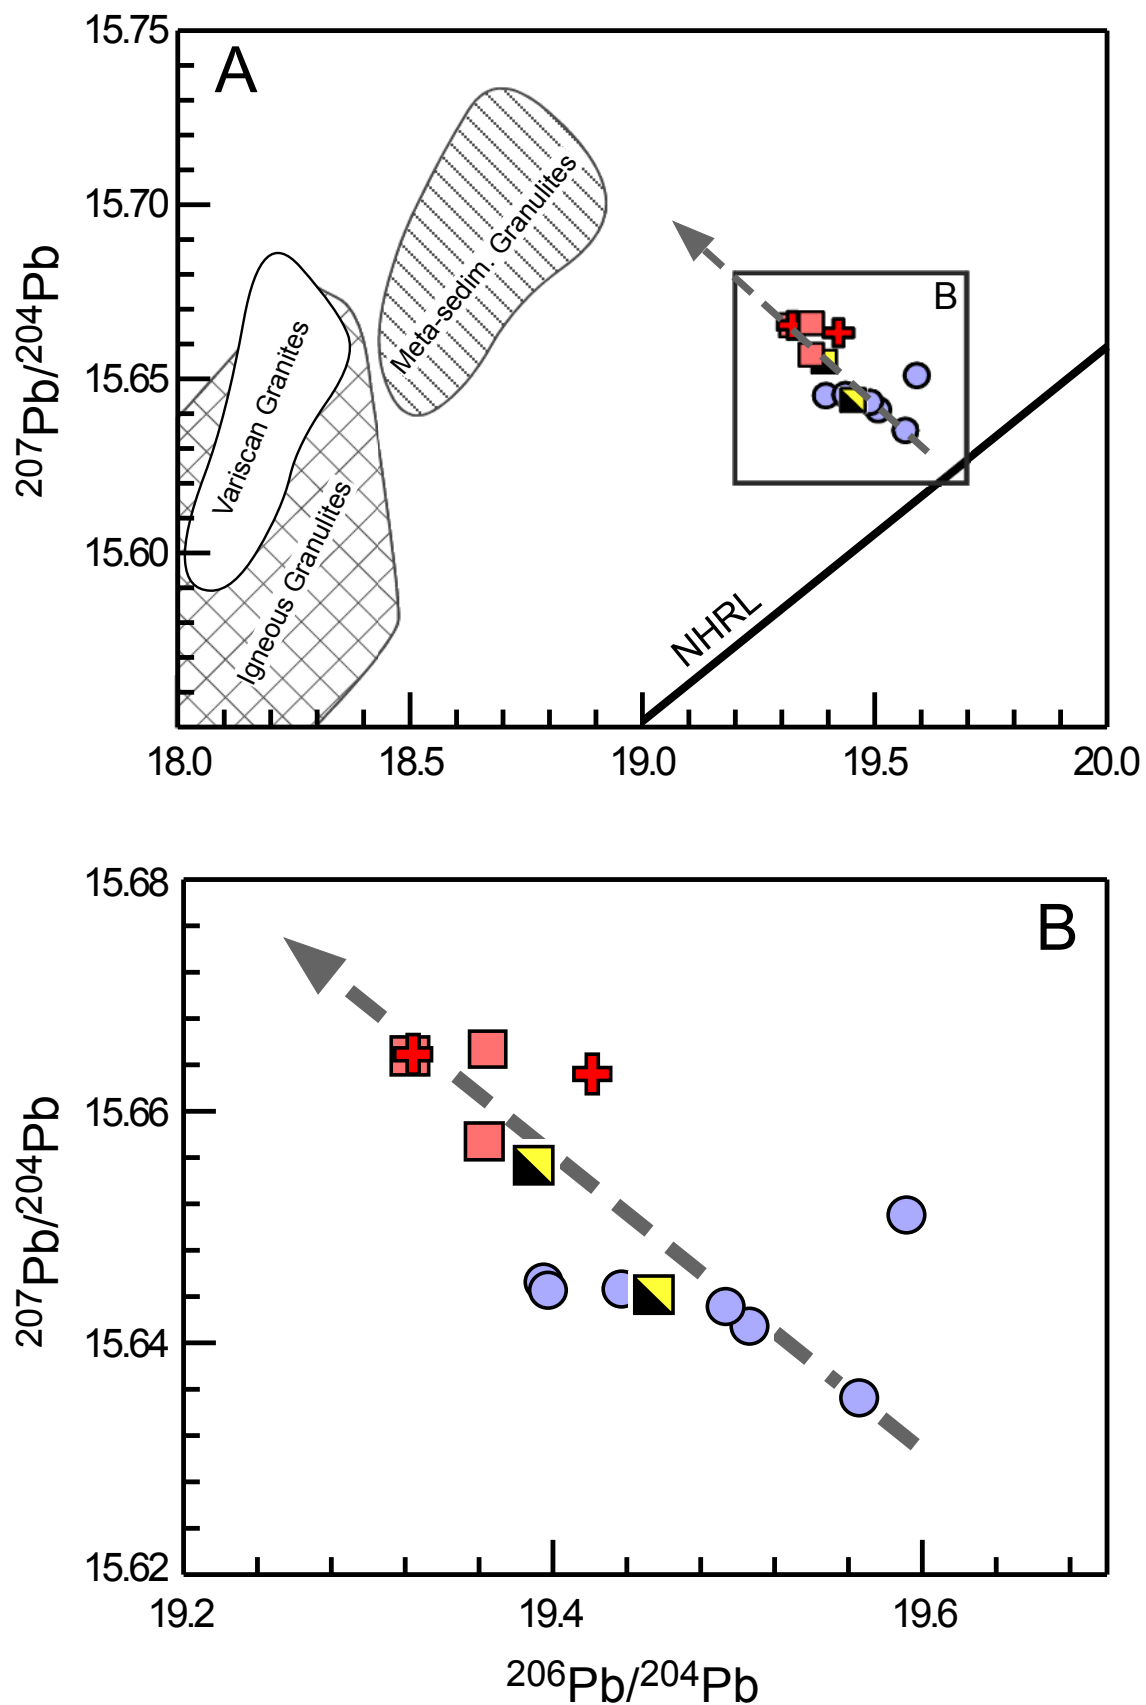 A
15.75
15.70
15.65
15.60
²⁰⁷Pb/²⁰⁴Pb
Variscan Granites
Igneous Granulites
Meta-sedim. Granulites
B
NHRL
18.0 18.5 19.0 19.5 20.0
B
15.68
15.66
15.64
15.62
²⁰⁷Pb/²⁰⁴Pb
19.2 19.4 19.6
²⁰⁶Pb/²⁰⁴Pb